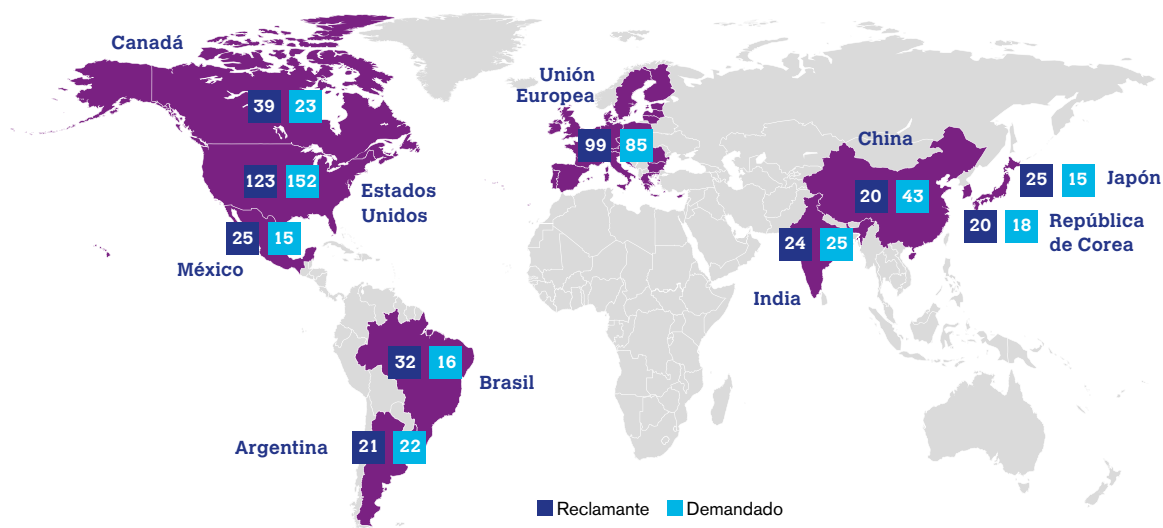 Canadá
39 23
Unión
Europea
99 85
China
20 43
123 152
Estados
Unidos
25 15 Japón
20 18 República
de Corea
25 15
México
24 25
India
32 16
Brasil
Argentina 21 22
Reclamante Demandado